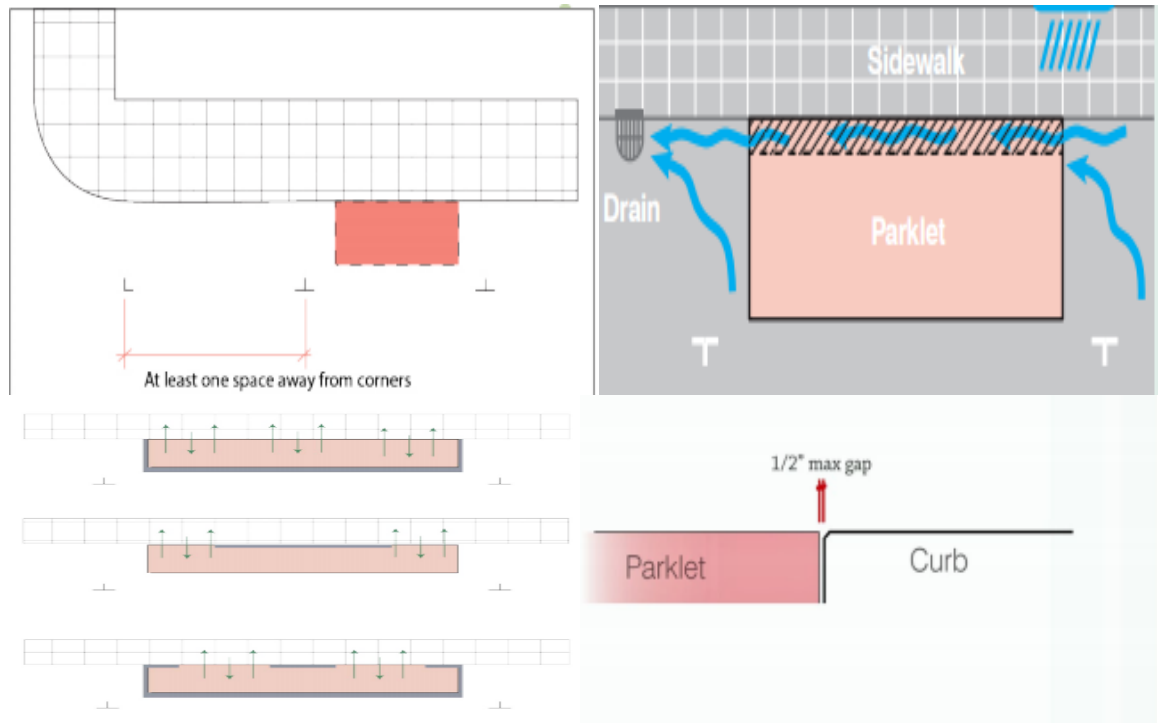 At least one space away from corners
Sidewalk
Drain
Parklet
1/2" max gap
Parklet
Curb